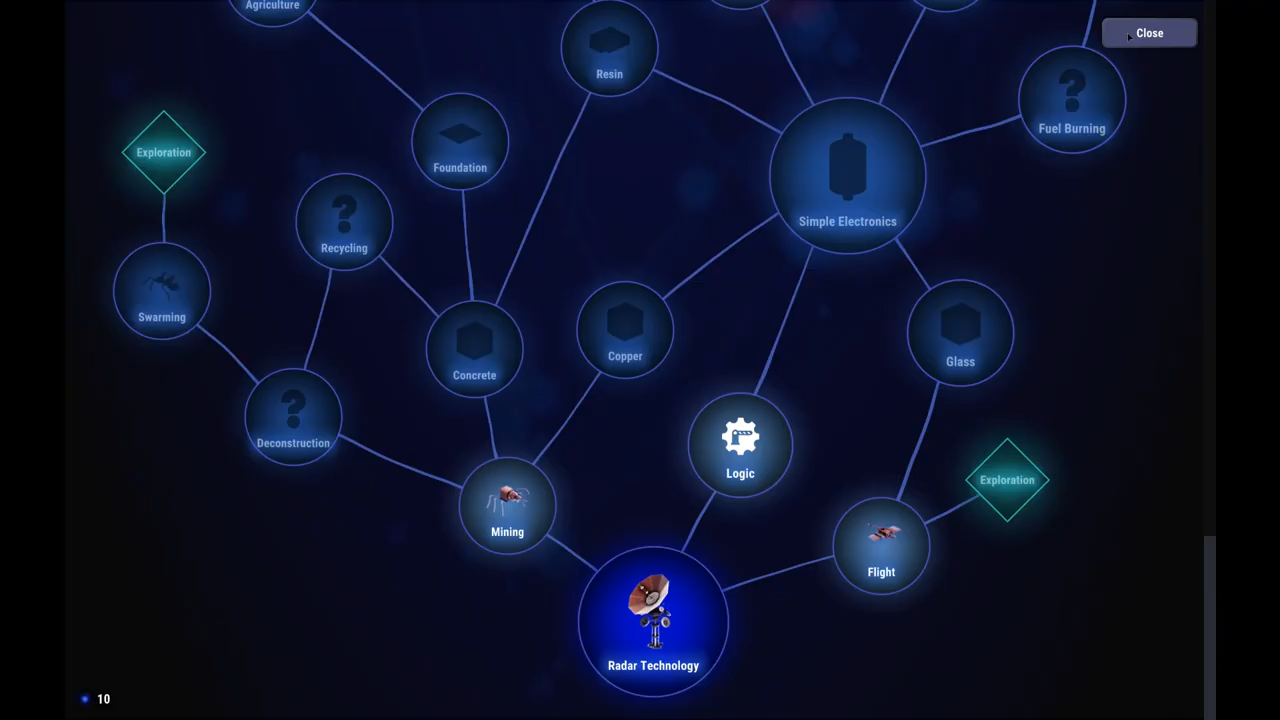 Agriculture
Close
Resin
Fuel Burning
?
Exploration
Foundation
Simple Electronics
?
Recycling
Swarming
Copper
Glass
Concrete
?
Deconstruction
Logic
Exploration
Mining
Flight
Radar Technology
10